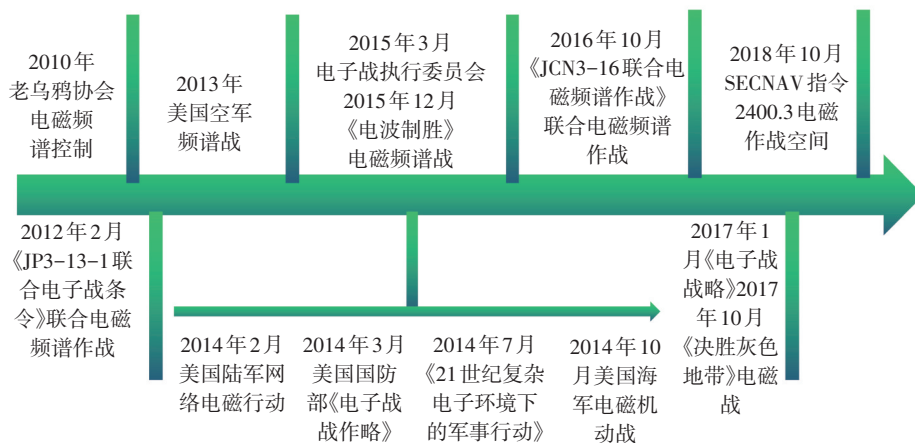 2010年
老乌鸦协会
电磁频
谱控制
2013年
美国空军
频谱战
2015年3月
电子战执行委员会
2015年12月
《电波制胜》
电磁频谱战
2016年10月
《JCN3-16联合电
磁频谱作战》
联合电磁频谱
作战
2018年10月
SECNAV指令
2400.3电磁
作战空间
2012年2月
《JP3-13-1联
合电子战条
令》联合电磁
频谱作战
2014年2月
美国陆军网
络电磁行动
2014年3月
美国国防
部《电子战
战作略》
2014年7月
《21世纪复杂
电子环境下
的军事行动》
2014年10
月美国海
军电磁机
动战
2017年1
月《电子战
战略》2017
年10月
《决胜灰色
地带》电磁
战